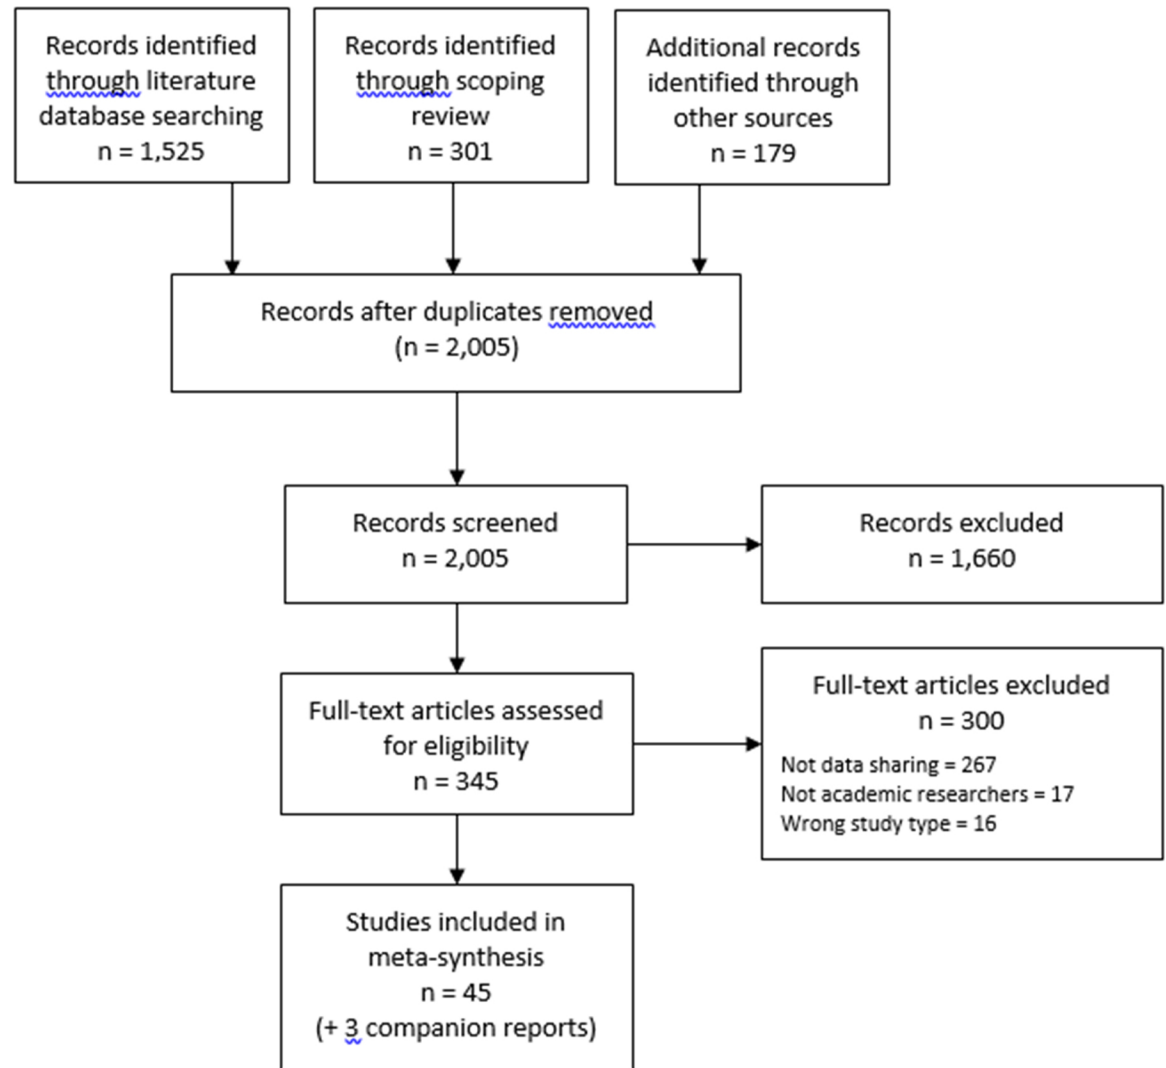 Records identified
through literature
database searching
n = 1,525
Records identified
through scoping
review
n = 301
Additional records
identified through
other sources
n = 179
Records after duplicates removed
(n = 2,005)
Records screened
n = 2,005
Records excluded
n = 1,660
Full-text articles assessed
for eligibility
n = 345
Full-text articles excluded
n = 300
Not data sharing = 267
Not academic researchers = 17
Wrong study type = 16
Studies included in
meta-synthesis
n = 45
(+ 3 companion reports)